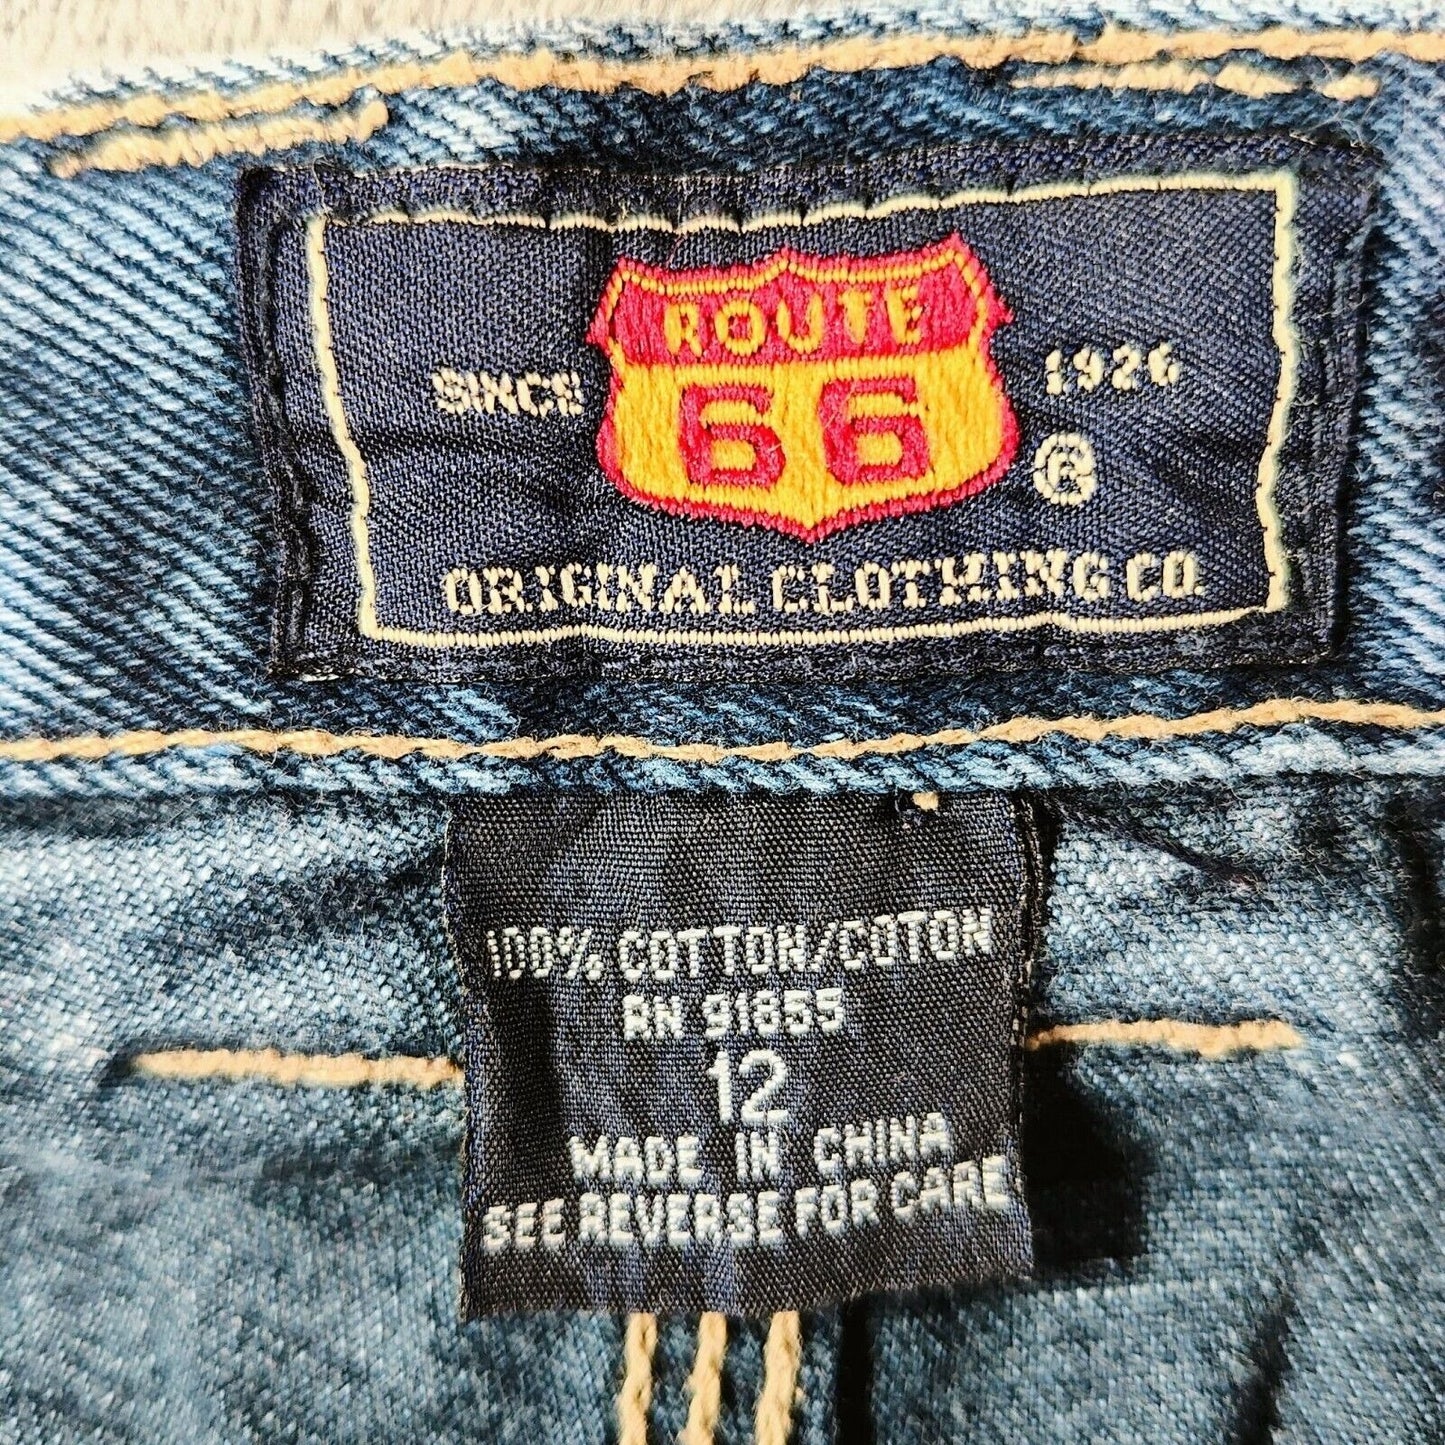 ROUTE
SINCE 66 1926
®
ORIGINAL CLOTHING CO.
100% COTTON/COTON
RN 91855
12
MADE IN CHINA
SEE REVERSE FOR CARE